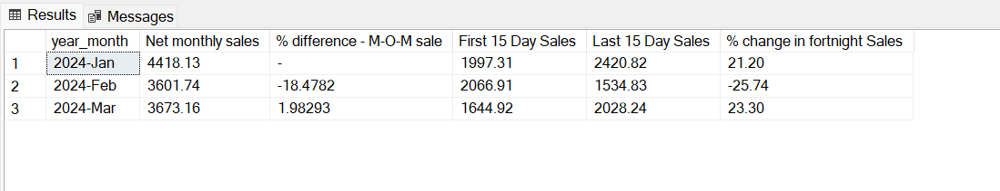 Results Messages
year_month Net monthly sales % difference - M-O-M sale First 15 Day Sales Last 15 Day Sales % change in fortnight Sales
1 2024-Jan 4418.13 - 1997.31 2420.82 21.20
2 2024-Feb 3601.74 -18.4782 2066.91 1534.83 -25.74
3 2024-Mar 3673.16 1.98293 1644.92 2028.24 23.30